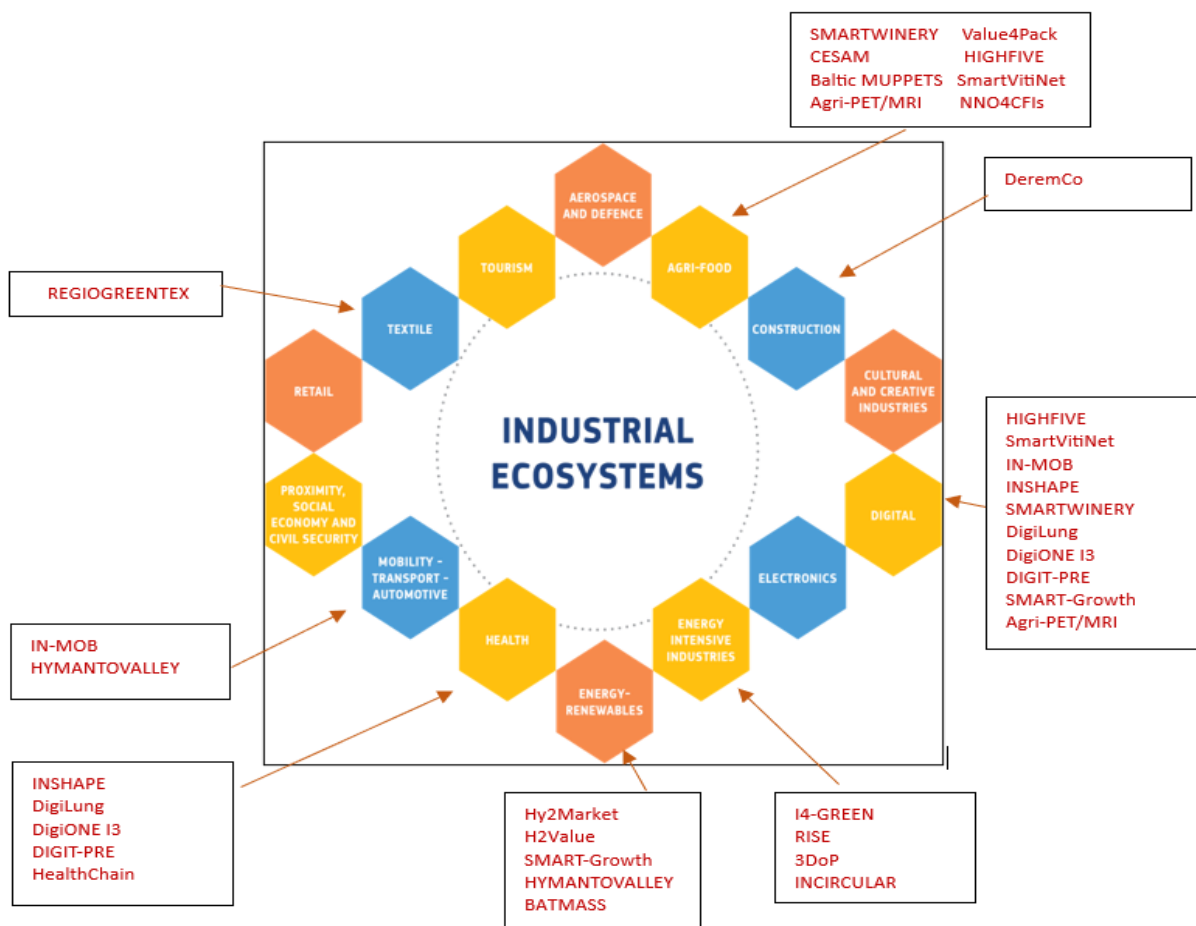 SMARTWINERY Value4Pack
CESAM HIGHFIVE
Baltic MUPPETS SmartVitiNet
Agri-PET/MRI NNO4CFIs
DeremCo
REGIOGREENTEX
AEROSPACE
AND DEFENCE
TOURISM
AGRI-FOOD
TEXTILE
CONSTRUCTION
RETAIL
CULTURAL
AND CREATIVE
INDUSTRIES
INDUSTRIAL
ECOSYSTEMS
PROXIMITY,
SOCIAL
ECONOMY AND
CIVIL SECURITY
DIGITAL
MOBILITY -
TRANSPORT -
AUTOMOTIVE
ELECTRONICS
HEALTH
ENERGY
INTENSIVE
INDUSTRIES
ENERGY-
RENEWABLES
HIGHFIVE
SmartVitiNet
IN-MOB
INSHAPE
SMARTWINERY
DigiLung
DigiONE I3
DIGIT-PRE
SMART-Growth
Agri-PET/MRI
IN-MOB
HYMANTOVALLEY
INSHAPE
DigiLung
DigiONE I3
DIGIT-PRE
HealthChain
Hy2Market
H2Value
SMART-Growth
HYMANTOVALLEY
BATMASS
I4-GREEN
RISE
3DoP
INCIRCULAR